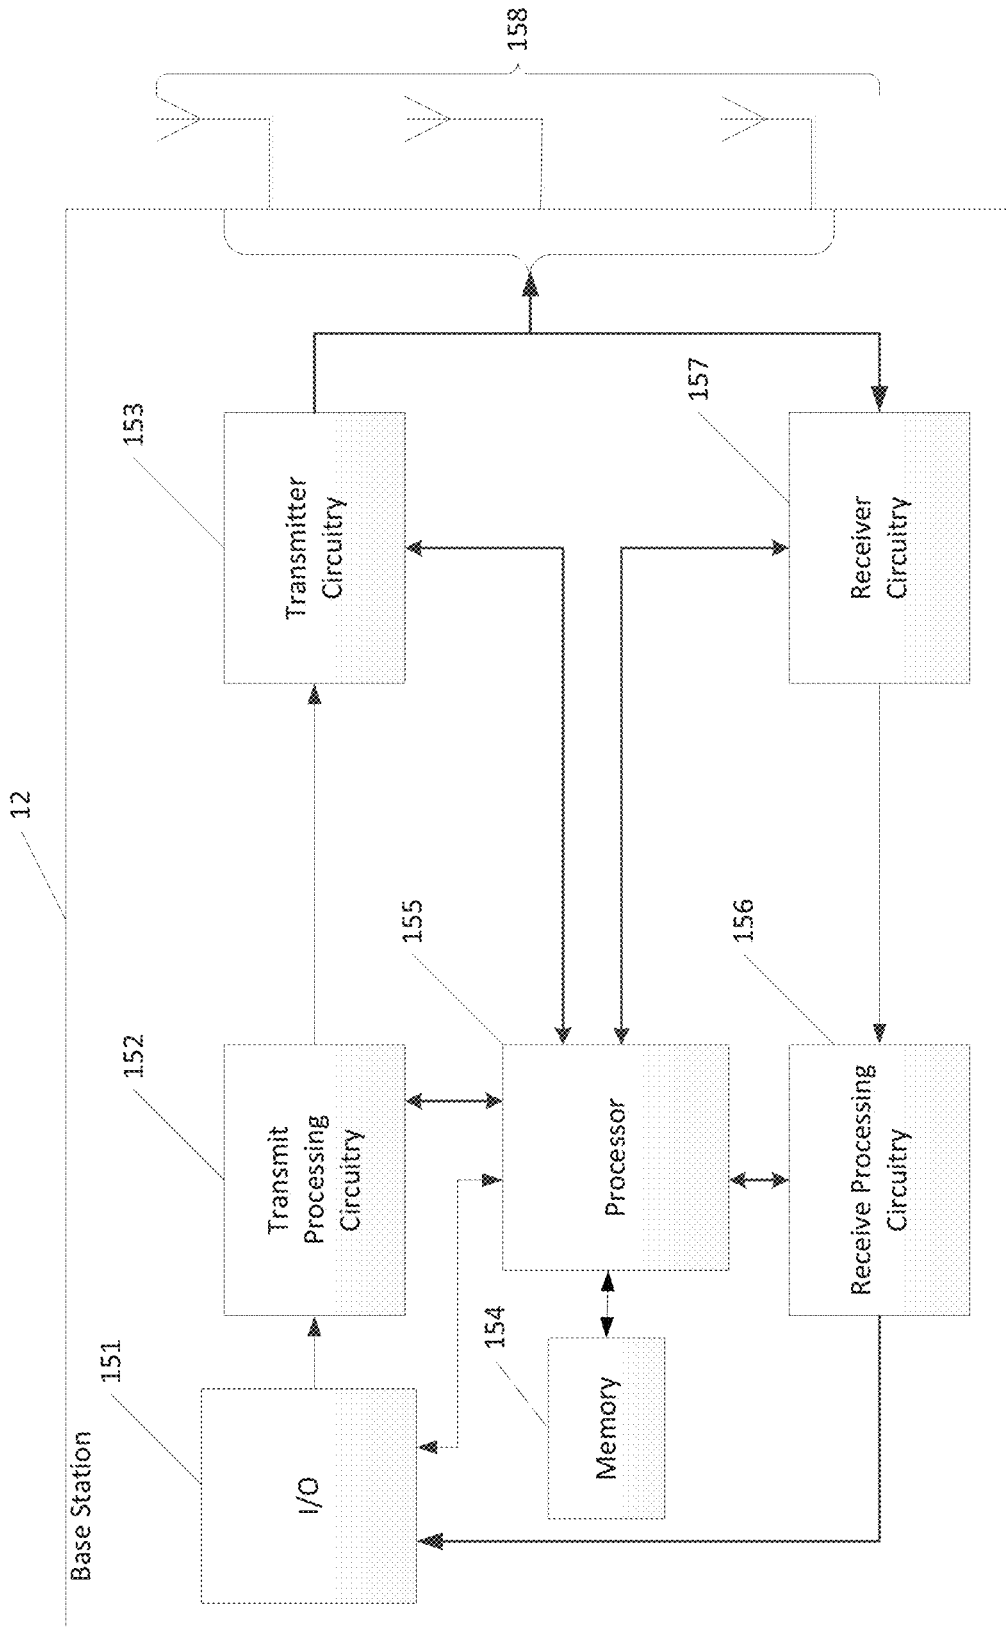 12
Base Station
158
151
I/O
152
Transmit
Processing
Circuitry
153
Transmitter
Circuitry
154
Memory
155
Processor
156
Receive Processing
Circuitry
157
Receiver
Circuitry